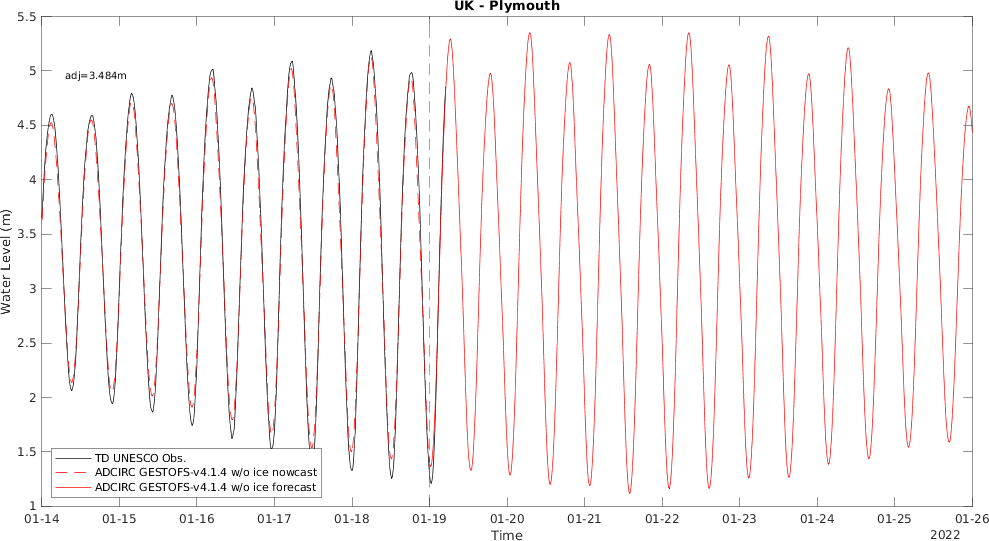 UK - Plymouth
5.5
5
4.5
4
3.5
3
2.5
2
1.5
1
Water Level (m)
adj=3.484m
TD UNESCO Obs.
ADCIRC GESTOFS-v4.1.4 w/o ice nowcast
ADCIRC GESTOFS-v4.1.4 w/o ice forecast
01-14 01-15 01-16 01-17 01-18 01-19 01-20 01-21 01-22 01-23 01-24 01-25 01-26
Time
2022